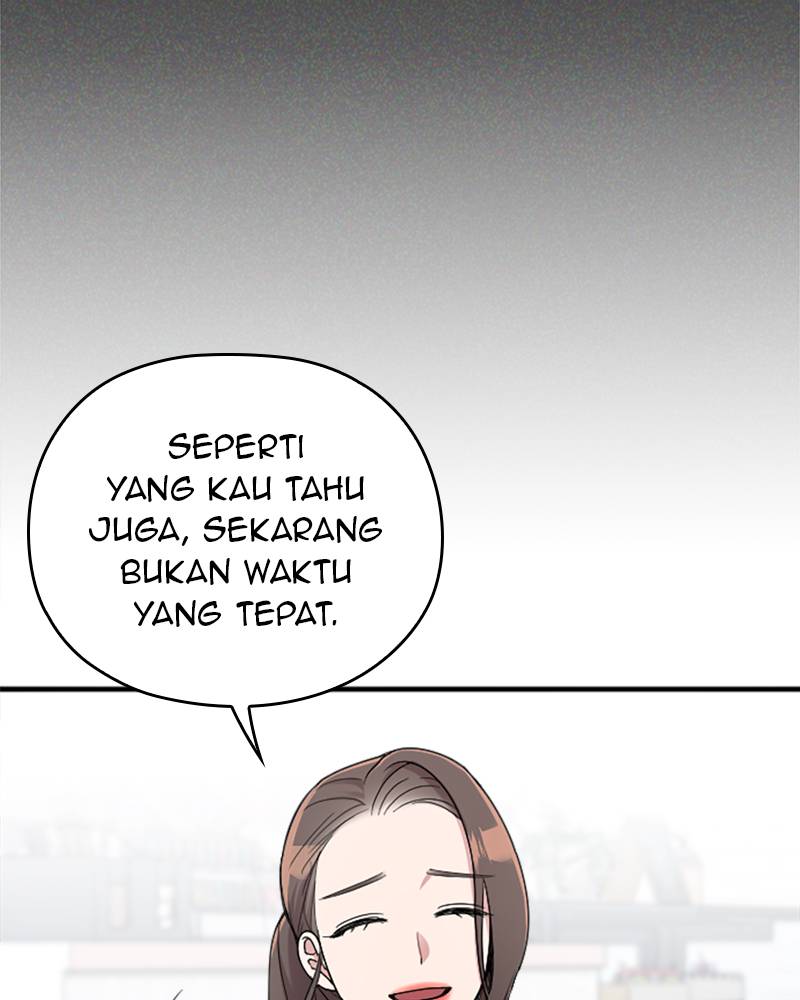 SEPERTI
YANG KAU TAHU
JUGA, SEKARANG
BUKAN WAKTU
YANG TEPAT.